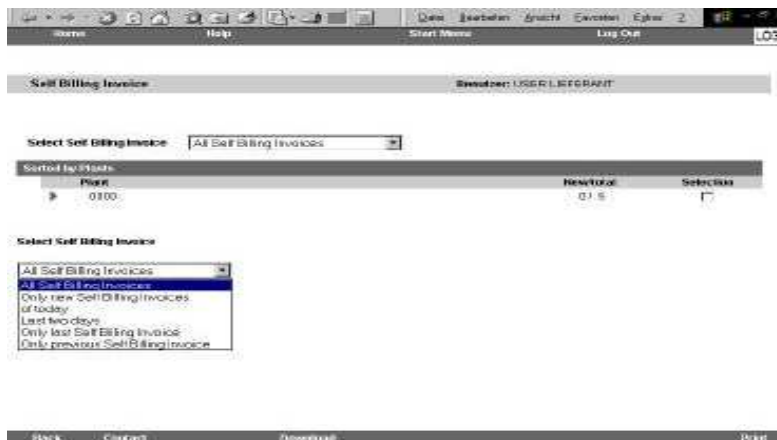 Datei Bearbeiten Ansicht Favoriten Extras ?
Home Help Start Menu Log Out
Self Billing Invoice Benutzer: USER LIEFERANT
Select Self Billing Invoice All Self Billing Invoices
Sorted by Plants
Plant New/total Selection
0100
Select Self Billing Invoice
All Self Billing Invoices
All Self Billing Invoices
Only new Self Billing Invoices
of today
Last two days
Only last Self Billing Invoice
Only previous Self Billing Invoice
Back Contact Download Print